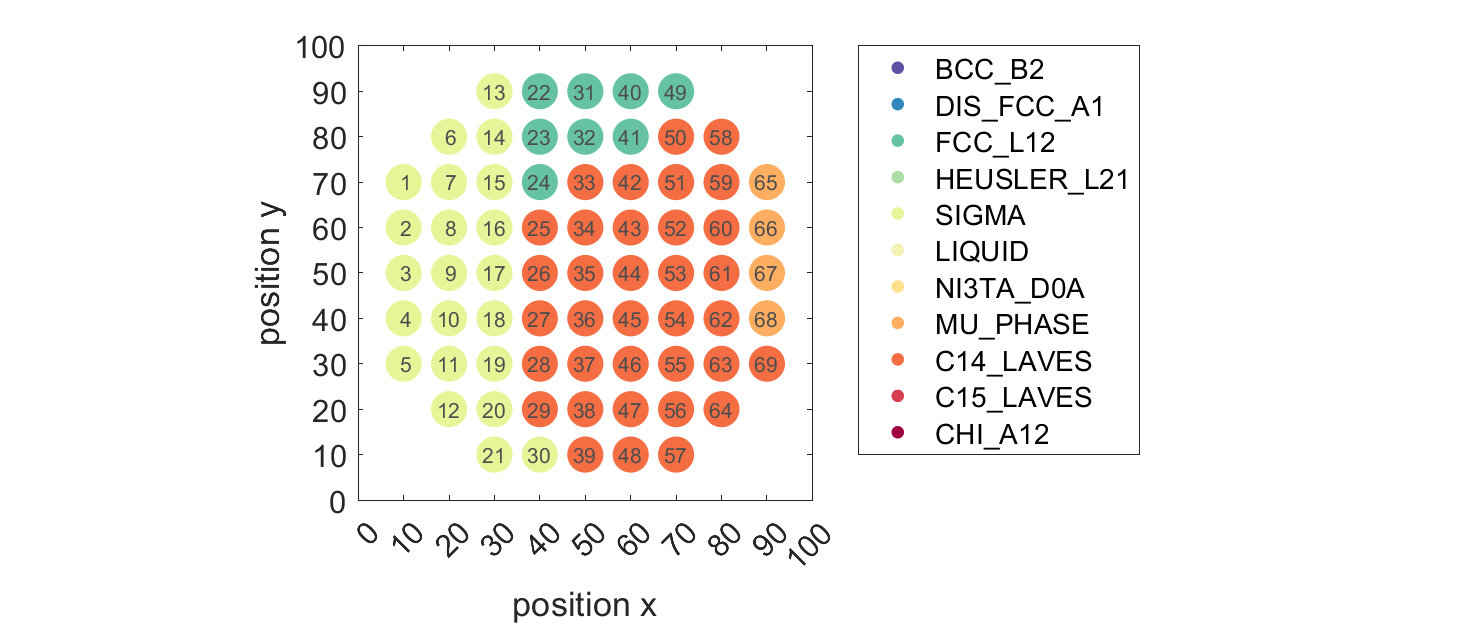 100
90 13 22 31 40 49
80 6 14 23 32 41 50 58
70 1 7 15 24 33 42 51 59 65
60 2 8 16 25 34 43 52 60 66
50 3 9 17 26 35 44 53 61 67
40 4 10 18 27 36 45 54 62 68
30 5 11 19 28 37 46 55 63 69
20 12 20 29 38 47 56 64
10 21 30 39 48 57
0
0 10 20 30 40 50 60 70 80 90 100
position x
position y
BCC_B2
DIS_FCC_A1
FCC_L12
HEUSLER_L21
SIGMA
LIQUID
NI3TA_D0A
MU_PHASE
C14_LAVES
C15_LAVES
CHI_A12